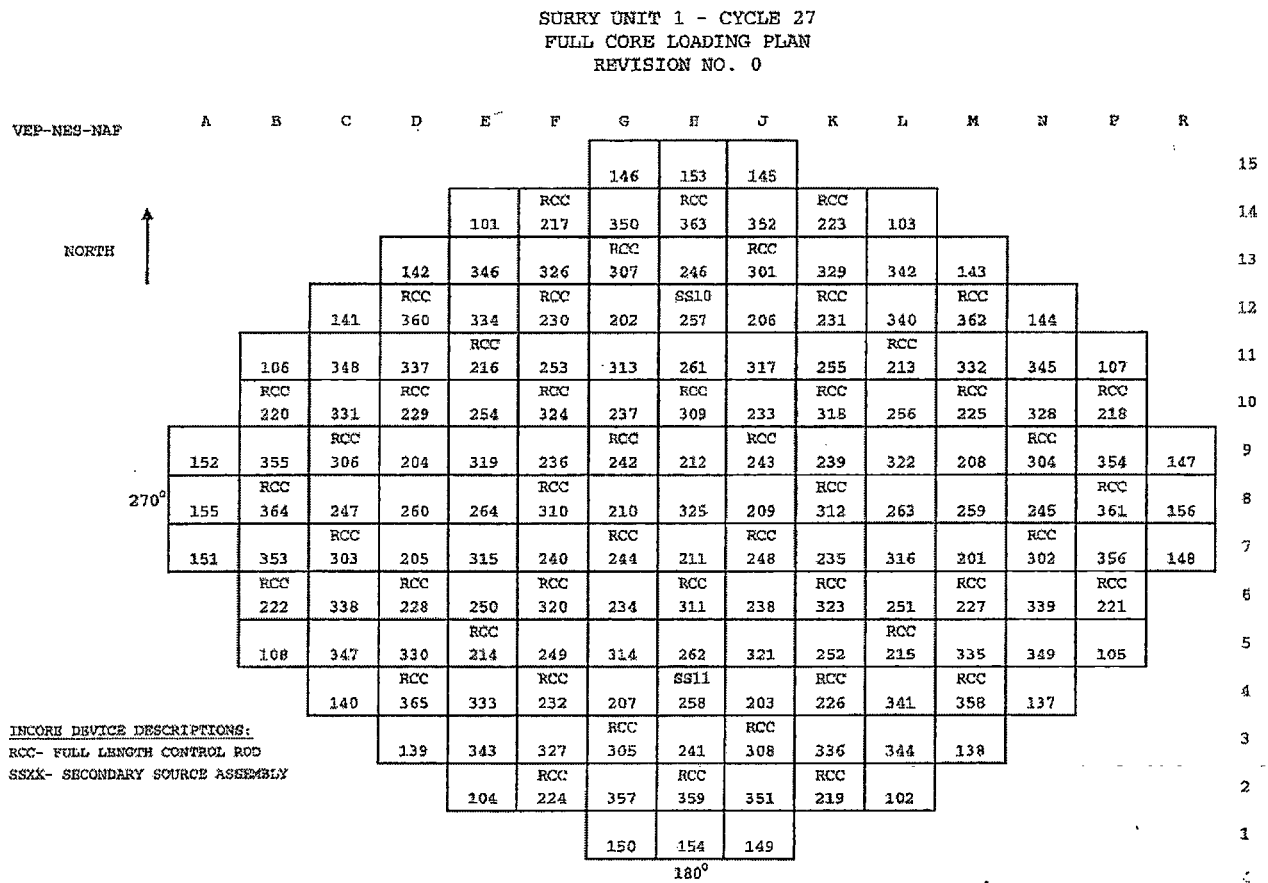 SURRY UNIT 1 - CYCLE 27
FULL CORE LOADING PLAN
REVISION NO. 0
VEP-NES-NAF A B C D E F G H J K L M N P R
146 153 145 15
RCC RCC RCC
101 217 350 363 352 223 103 14
NORTH
RCC RCC
142 346 326 307 246 301 329 342 143 13
RCC RCC SS10 RCC RCC
141 360 334 230 202 257 206 231 340 362 144 12
RCC RCC
106 348 337 216 253 313 261 317 255 213 332 345 107 11
RCC RCC RCC RCC RCC RCC RCC
220 331 229 254 324 237 309 233 318 256 225 328 218 10
RCC RCC RCC RCC
152 355 306 204 319 236 242 212 243 239 322 208 304 354 147 9
RCC RCC RCC RCC
270° 155 364 247 260 264 310 210 325 209 312 263 259 245 361 156 8
RCC RCC RCC RCC
151 353 303 205 315 240 244 211 248 235 316 201 302 356 148 7
RCC RCC RCC RCC RCC RCC RCC
222 338 228 250 320 234 311 238 323 251 227 339 221 6
RCC RCC
108 347 330 214 249 314 262 321 252 215 335 349 105 5
RCC RCC SS11 RCC RCC
140 365 333 232 207 258 203 226 341 358 137 4
INCORE DEVICE DESCRIPTIONS:
RCC- FULL LENGTH CONTROL ROD
SSXX- SECONDARY SOURCE ASSEMBLY
RCC RCC
139 343 327 305 241 308 336 344 138 3
RCC RCC RCC
104 224 357 359 351 219 102 2
150 154 149 1
180°